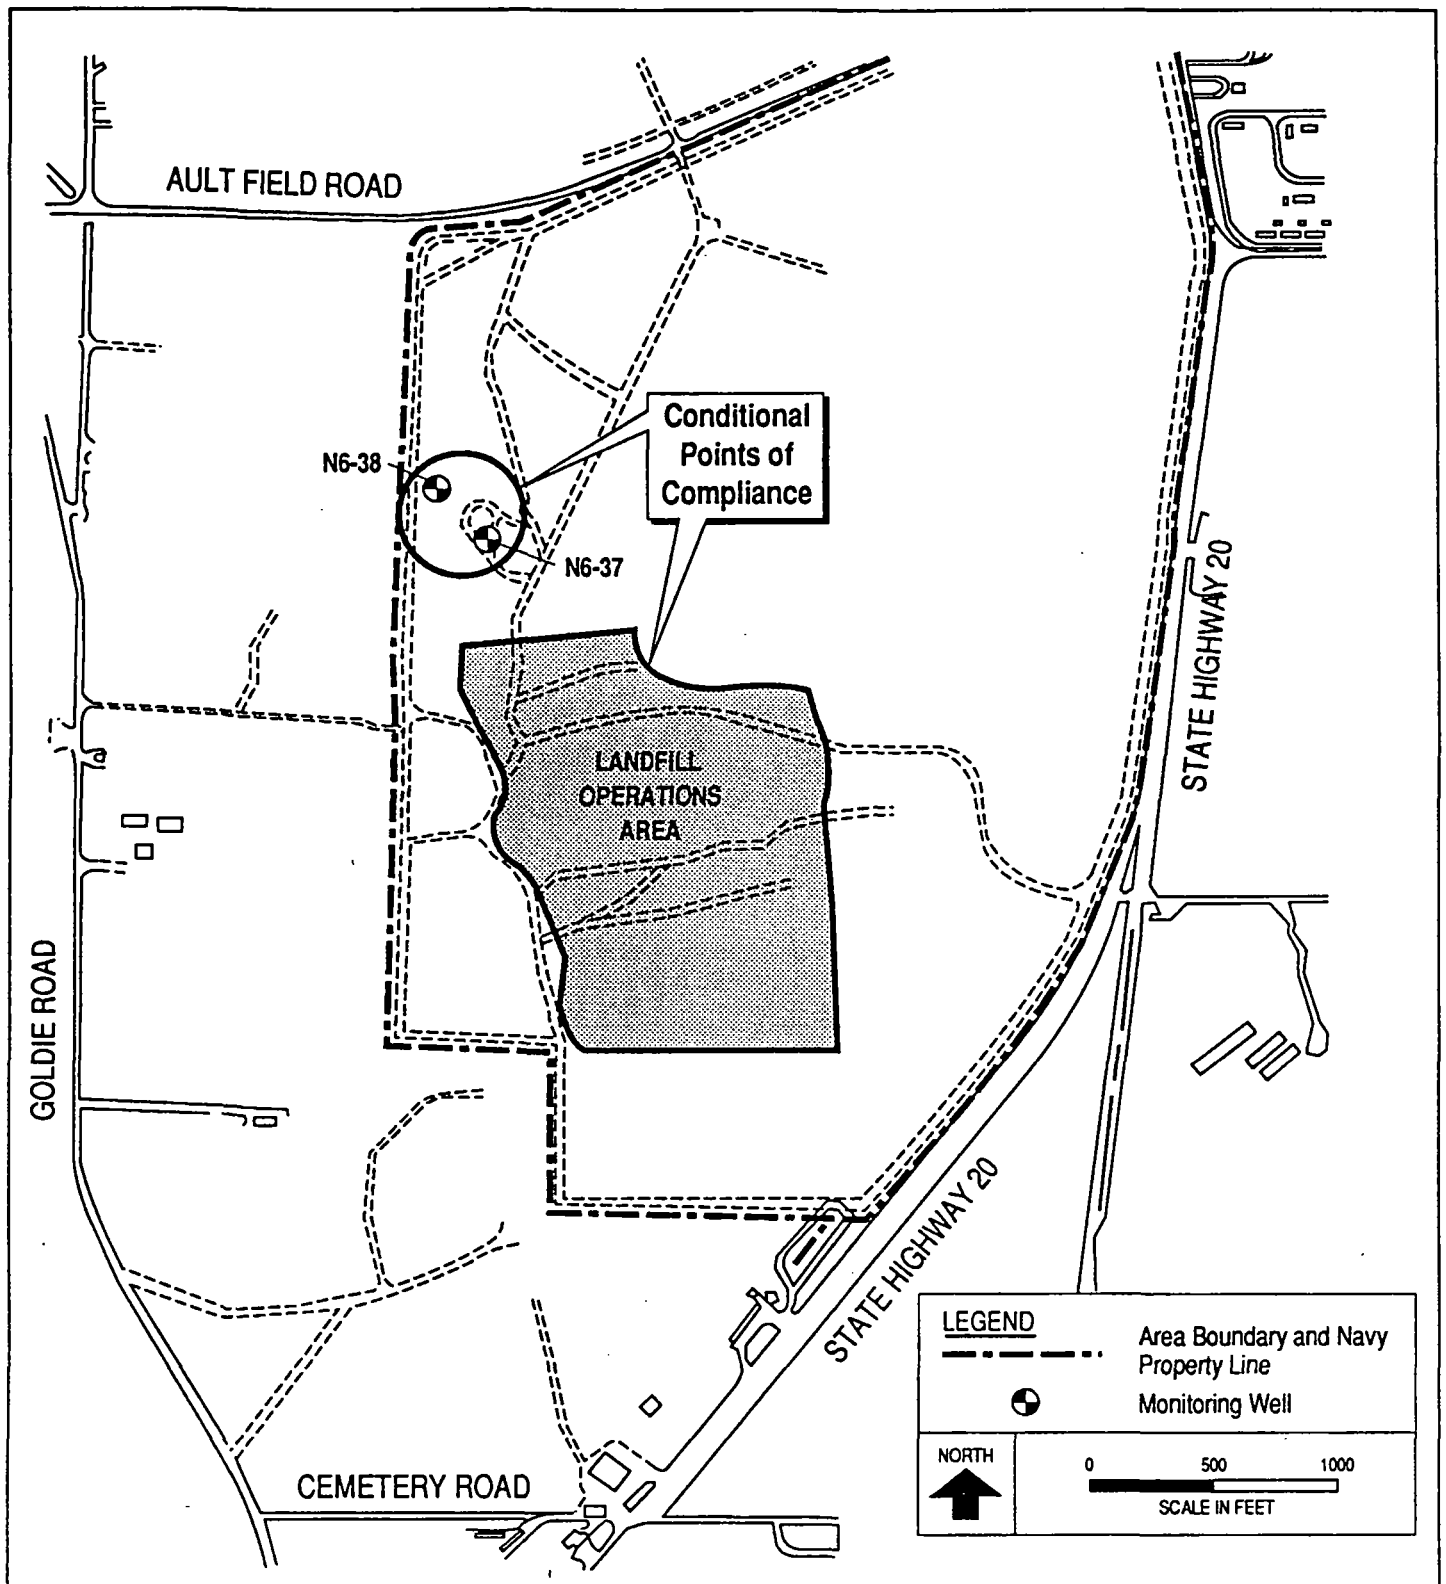 AULT FIELD ROAD
Conditional
Points of
Compliance
N6-38
N6-37
STATE HIGHWAY 20
LANDFILL
OPERATIONS
AREA
GOLDIE ROAD
STATE HIGHWAY 20
CEMETERY ROAD
LEGEND
Area Boundary and Navy
Property Line
Monitoring Well
NORTH
0 500 1000
SCALE IN FEET